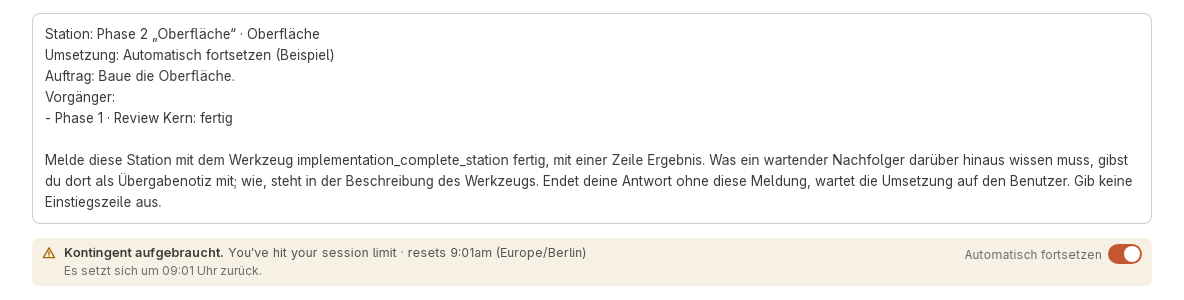 Station: Phase 2 „Oberfläche“ · Oberfläche
Umsetzung: Automatisch fortsetzen (Beispiel)
Auftrag: Baue die Oberfläche.
Vorgänger:
- Phase 1 · Review Kern: fertig
Melde diese Station mit dem Werkzeug implementation_complete_station fertig, mit einer Zeile Ergebnis. Was ein wartender Nachfolger darüber hinaus wissen muss, gibst
du dort als Übergabenotiz mit; wie, steht in der Beschreibung des Werkzeugs. Endet deine Antwort ohne diese Meldung, wartet die Umsetzung auf den Benutzer. Gib keine
Einstiegszeile aus.
Kontingent aufgebraucht. You've hit your session limit · resets 9:01am (Europe/Berlin)
Automatisch fortsetzen
Es setzt sich um 09:01 Uhr zurück.